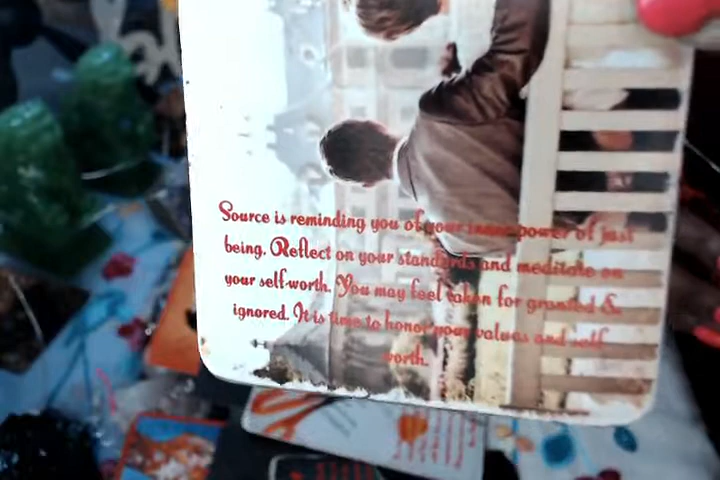 Source is reminding you of your inner power of just
being. Reflect on your standards and meditate on
your self-worth. You may feel taken for granted &
ignored. It is time to honor your values and self
worth.